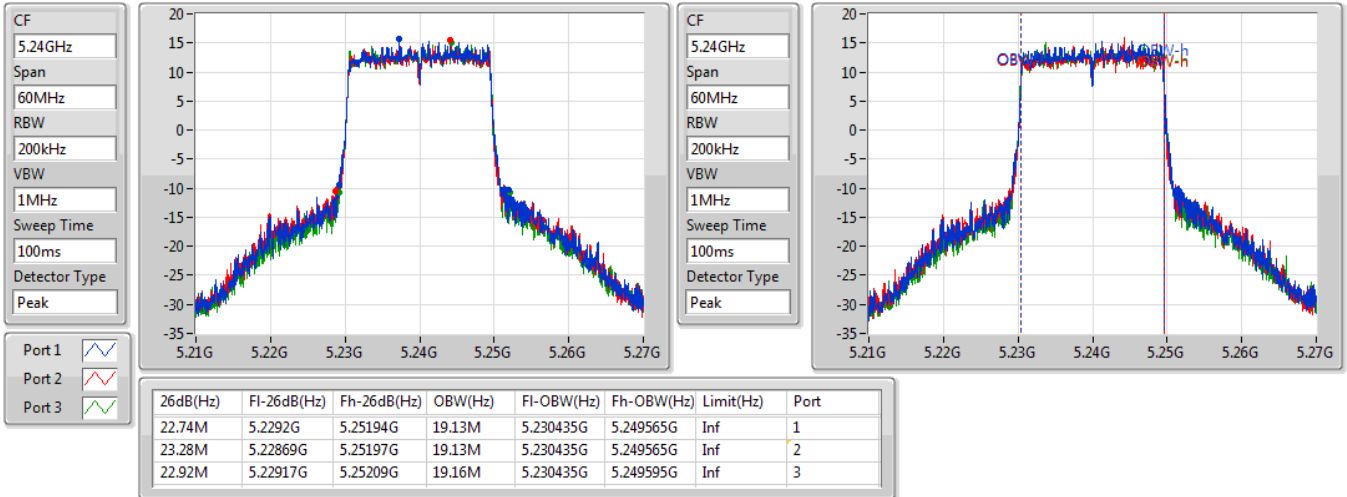 CF
5.24GHz
Span
60MHz
RBW
200kHz
VBW
1MHz
Sweep Time
100ms
Detector Type
Peak
20
15
10
5
0
-5
-10
-15
-20
-25
-30
-35
5.21G 5.22G 5.23G 5.24G 5.25G 5.26G 5.27G
CF
5.24GHz
Span
60MHz
RBW
200kHz
VBW
1MHz
Sweep Time
100ms
Detector Type
Peak
20
15
10
5
0
-5
-10
-15
-20
-25
-30
-35
5.21G 5.22G 5.23G 5.24G 5.25G 5.26G 5.27G
Port 1
Port 2
Port 3
26dB(Hz) Fl-26dB(Hz) Fh-26dB(Hz) OBW(Hz) Fl-OBW(Hz) Fh-OBW(Hz) Limit(Hz) Port
22.74M 5.2292G 5.25194G 19.13M 5.230435G 5.249565G Inf 1
23.28M 5.22869G 5.25197G 19.13M 5.230435G 5.249565G Inf 2
22.92M 5.22917G 5.25209G 19.16M 5.230435G 5.249595G Inf 3